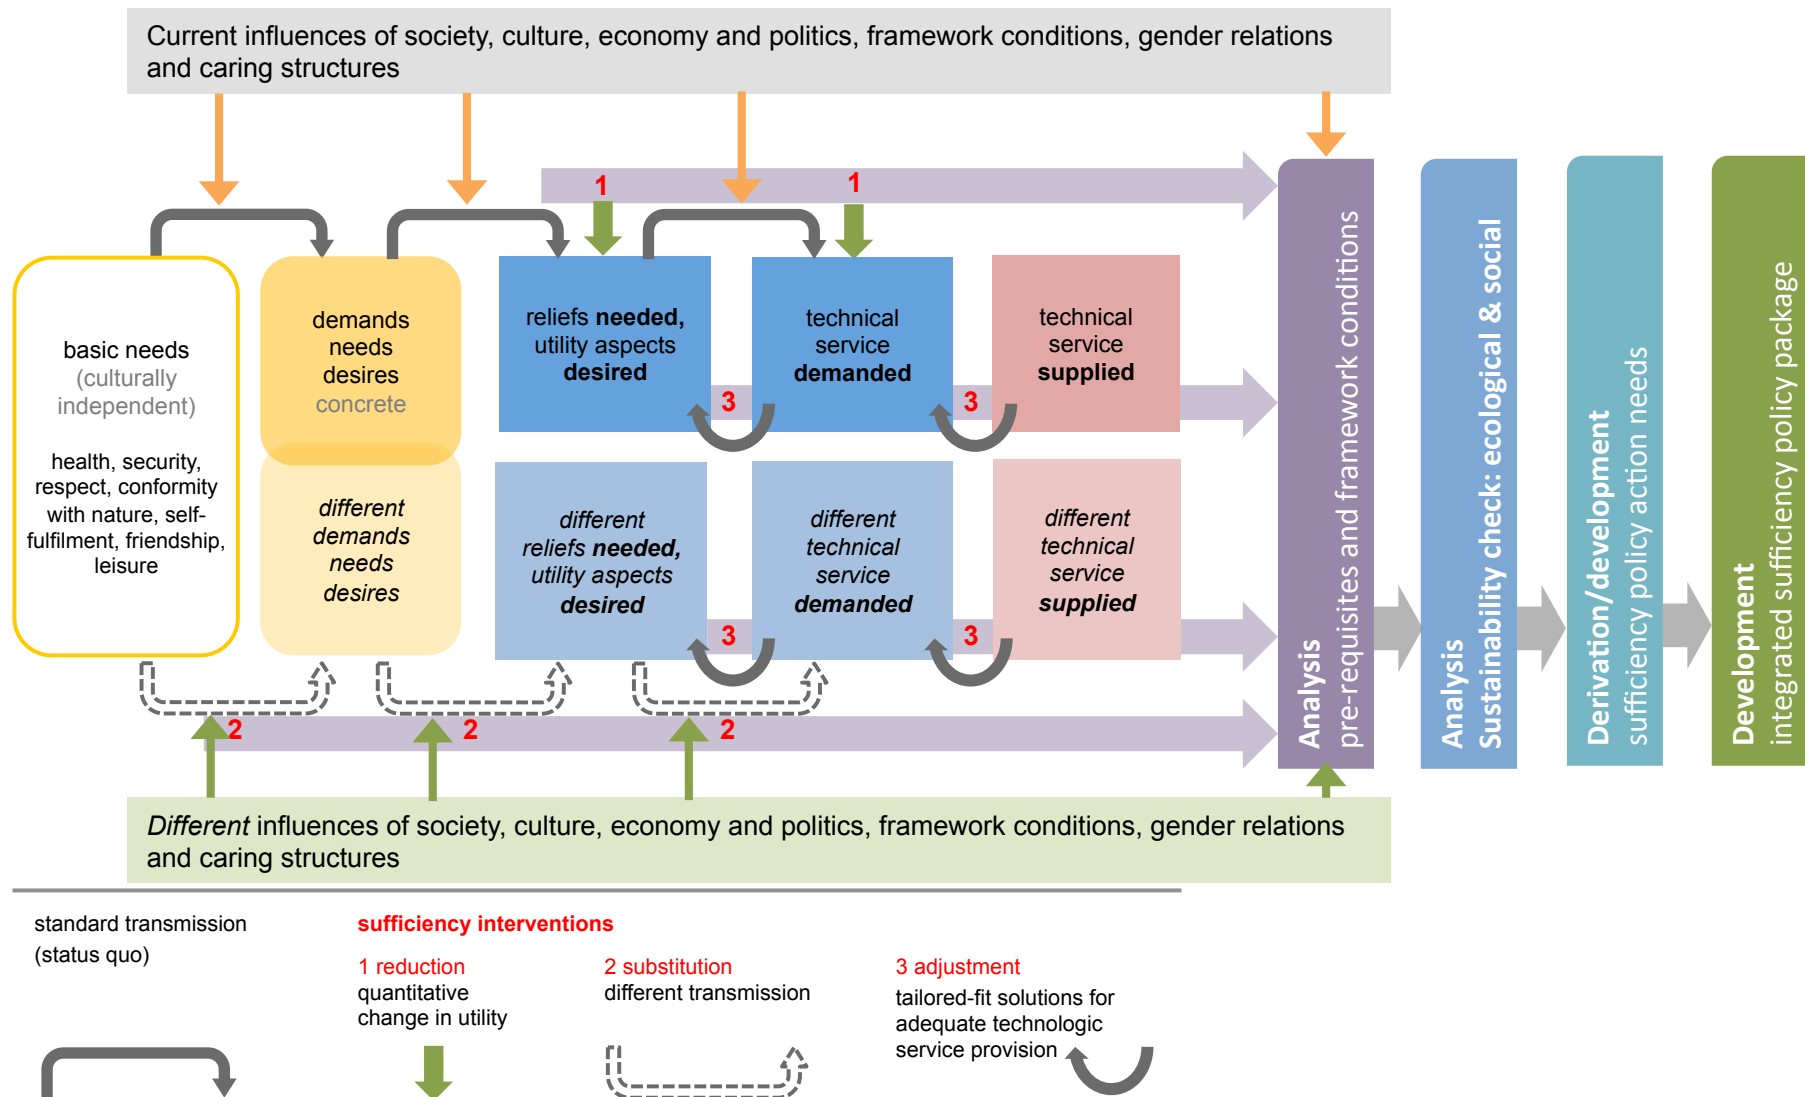 Current influences of society, culture, economy and politics, framework conditions, gender relations
and caring structures
1
1
basic needs
(culturally
independent)
health, security,
respect, conformity
with nature, self-
fulfilment, friendship,
leisure
demands
needs
desires
concrete
reliefs needed,
utility aspects
desired
technical
service
demanded
technical
service
supplied
3
3
different
demands
needs
desires
different
reliefs needed,
utility aspects
desired
different
technical
service
demanded
different
technical
service
supplied
3
3
2
2
2
Analysis
pre-requisites and framework conditions
Analysis
Sustainability check: ecological & social
Derivation/development
sufficiency policy action needs
Development
integrated sufficiency policy package
Different influences of society, culture, economy and politics, framework conditions, gender relations
and caring structures
standard transmission
(status quo)
sufficiency interventions
1 reduction
quantitative
change in utility
2 substitution
different transmission
3 adjustment
tailored-fit solutions for
adequate technologic
service provision